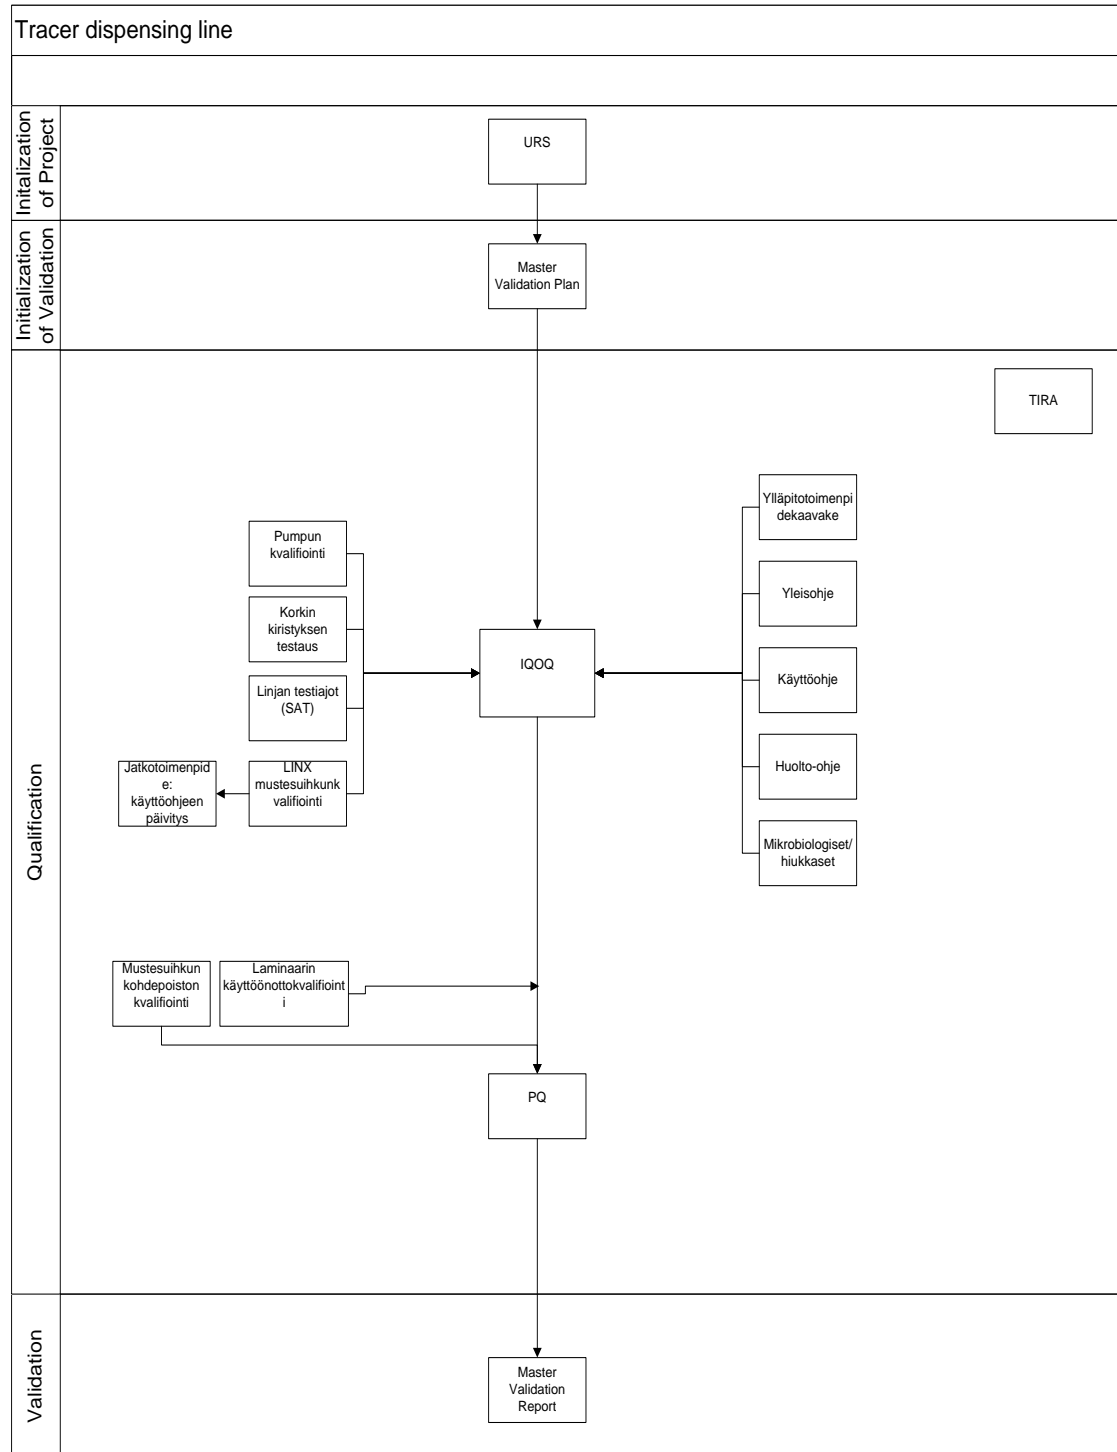 Tracer dispensing line
Initalization
of Project
URS
Initialization
of Validation
Master
Validation Plan
Qualification
TIRA
Ylläpitotoimenpi
dekaavake
Pumpun
kvalifiointi
Yleisohje
Korkin
kiristyksen
testaus
IQOQ
Käyttöohje
Linjan testiajot
(SAT)
Huolto-ohje
Jatkotoimenpid
e:
käyttöohjeen
päivitys
LINX
mustesuihkunk
valifiointi
Mikrobiologiset/
hiukkaset
Mustesuihkun
kohdepoiston
kvalifiointi
Laminaarin
käyttöönottokvalifioint
i
PQ
Validation
Master
Validation
Report